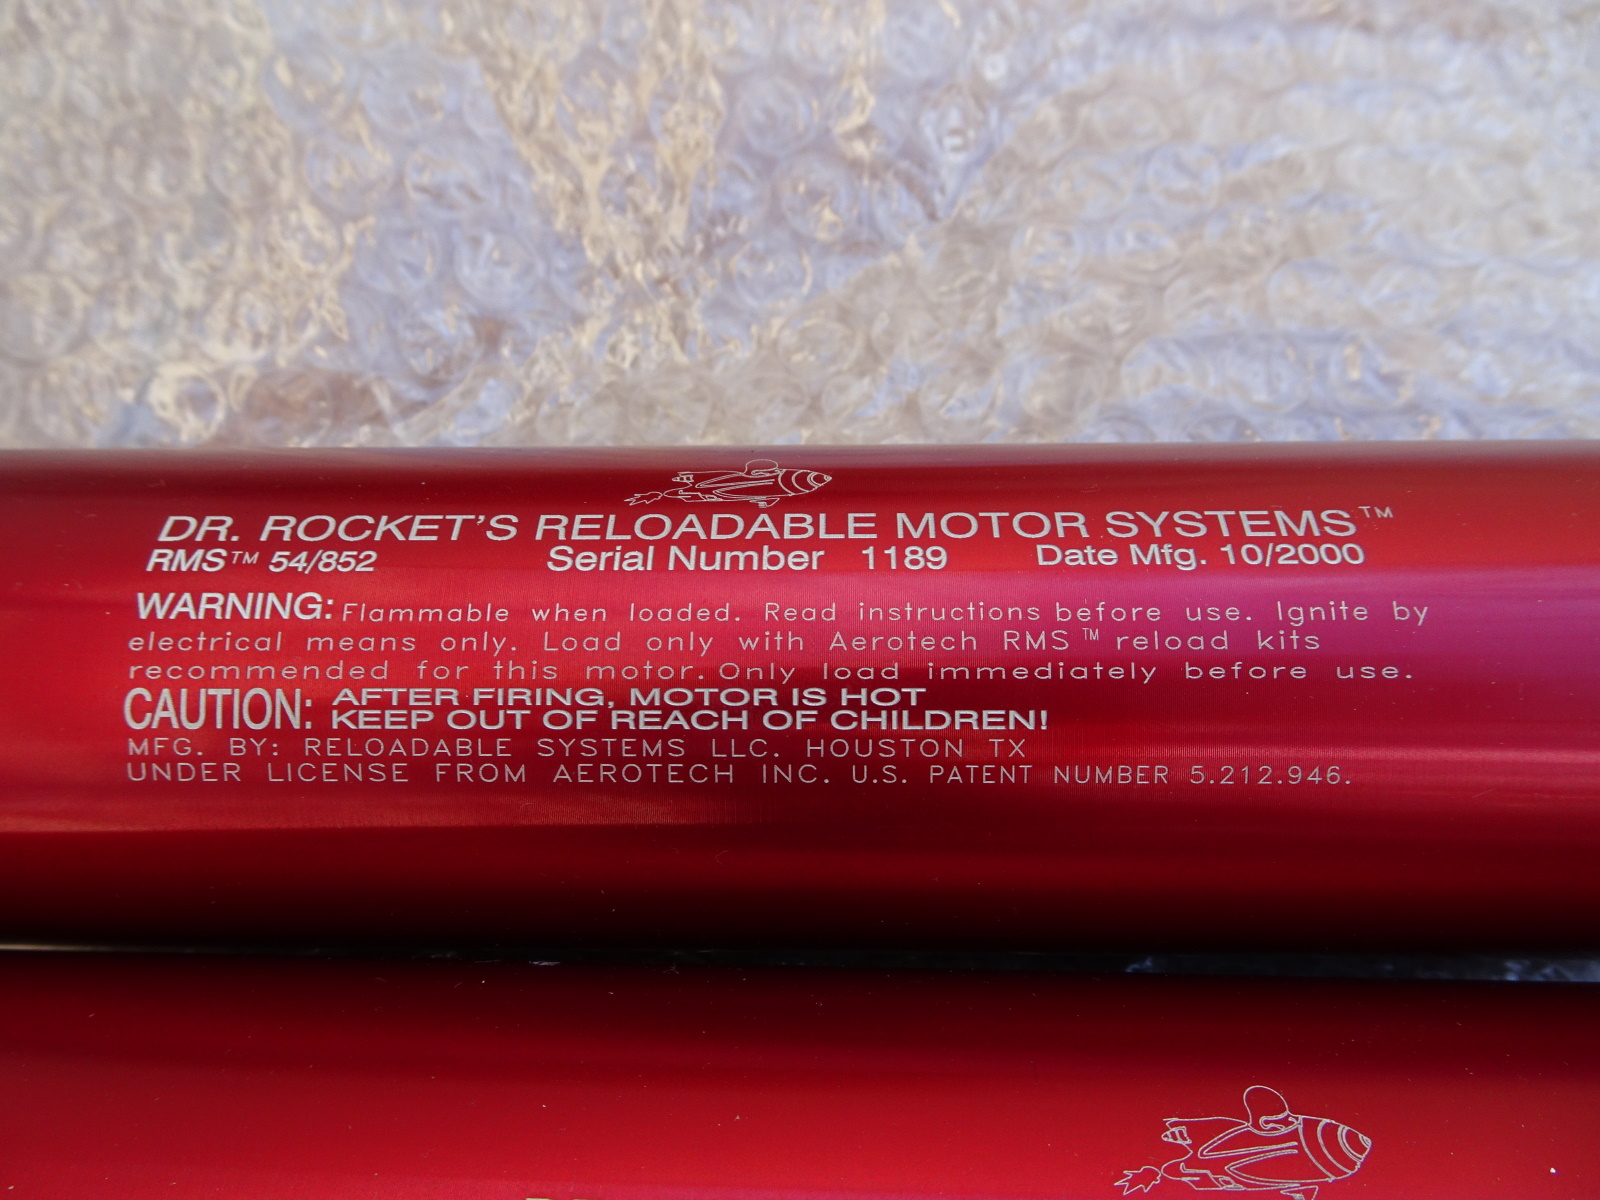 DR. ROCKET'S RELOADABLE MOTOR SYSTEMS™
RMS™ 54/852 Serial Number 1189 Date Mfg. 10/2000
WARNING: Flammable when loaded. Read instructions before use. Ignite by
electrical means only. Load only with Aerotech RMS™ reload kits
recommended for this motor. Only load immediately before use.
CAUTION: AFTER FIRING, MOTOR IS HOT
KEEP OUT OF REACH OF CHILDREN!
MFG. BY: RELOADABLE SYSTEMS LLC. HOUSTON TX
UNDER LICENSE FROM AEROTECH INC. U.S. PATENT NUMBER 5.212.946.